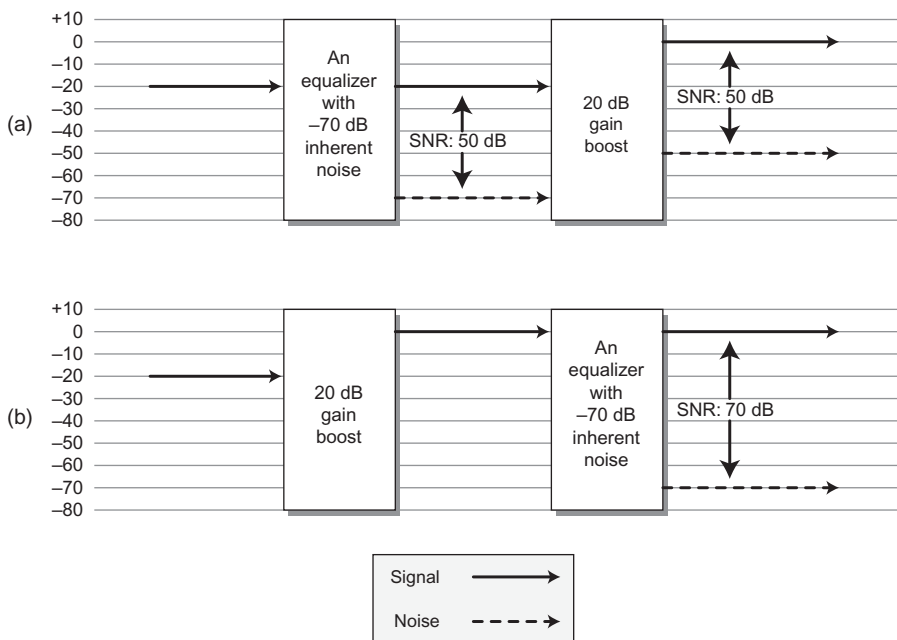 (a)
+10
0
–10
–20
–30
–40
–50
–60
–70
–80
An
equalizer
with
–70 dB
inherent
noise
SNR: 50 dB
20 dB
gain
boost
SNR: 50 dB
(b)
+10
0
–10
–20
–30
–40
–50
–60
–70
–80
20 dB
gain
boost
An
equalizer
with
–70 dB
inherent
noise
SNR: 70 dB
Signal
Noise